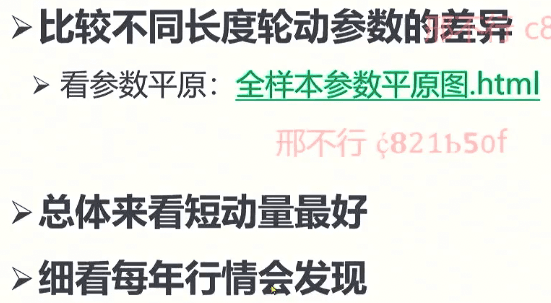 ➢比较不同长度轮动参数的差异
➢看参数平原：全样本参数平原图.html
邢不行
➢总体来看短动量最好
➢细看每年行情会发现